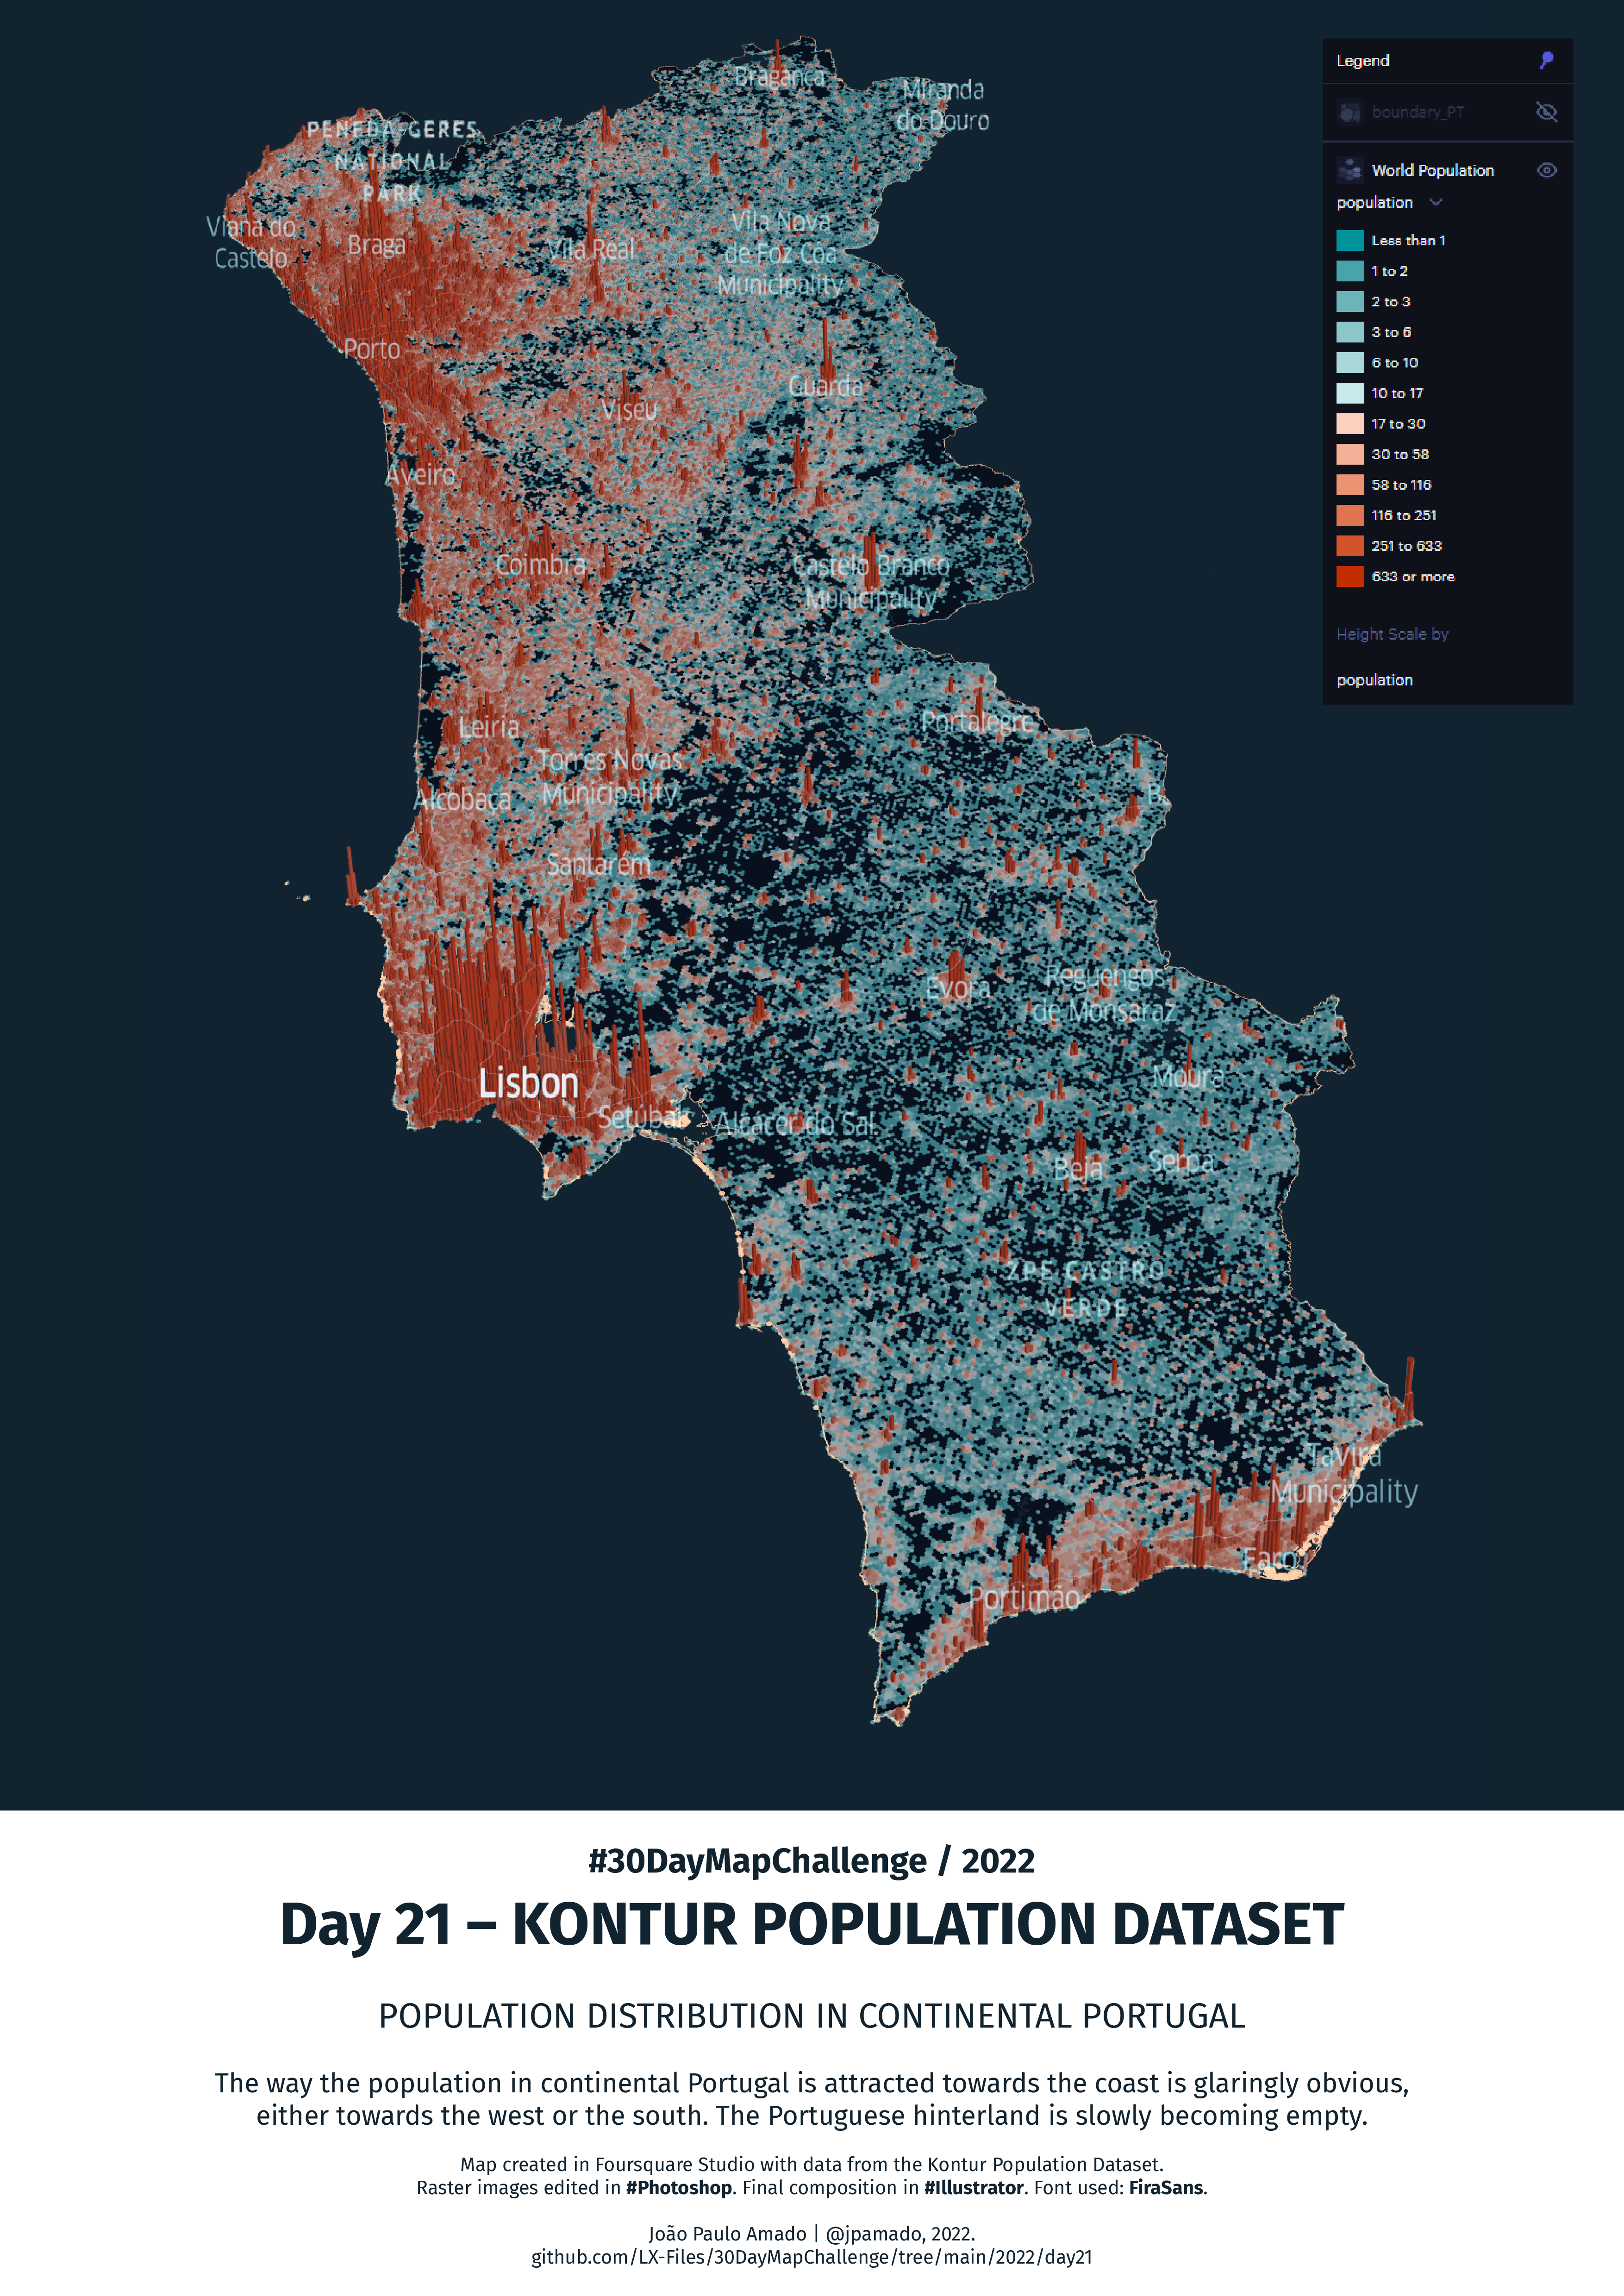 Bragança
Miranda
do Douro
PENEDA-GERES
NATIONAL
PARK
Viana do
Castelo
Braga
Vila Real
Vila Nova
de Foz Coa
Municipality
Porto
Guarda
Viseu
Aveiro
Coimbra
Castelo Branco
Municipality
Leiria
Portalegre
Torres Novas
Municipality
Alcobaça
Santarém
Évora
Reguengos
de Monsaraz
Lisbon
Moura
Setúbal
Alcácer do Sal
Beja
Serpa
ZPE CASTRO
VERDE
Tavira
Municipality
Faro
Portimão
Legend
boundary_PT
World Population
population
Less than 1
1 to 2
2 to 3
3 to 6
6 to 10
10 to 17
17 to 30
30 to 58
58 to 116
116 to 251
251 to 633
633 or more
Height Scale by
population
#30DayMapChallenge / 2022
Day 21 – KONTUR POPULATION DATASET
POPULATION DISTRIBUTION IN CONTINENTAL PORTUGAL
The way the population in continental Portugal is attracted towards the coast is glaringly obvious,
either towards the west or the south. The Portuguese hinterland is slowly becoming empty.
Map created in Foursquare Studio with data from the Kontur Population Dataset.
Raster images edited in #Photoshop. Final composition in #Illustrator. Font used: FiraSans.
João Paulo Amado | @jpamado, 2022.
github.com/LX-Files/30DayMapChallenge/tree/main/2022/day21